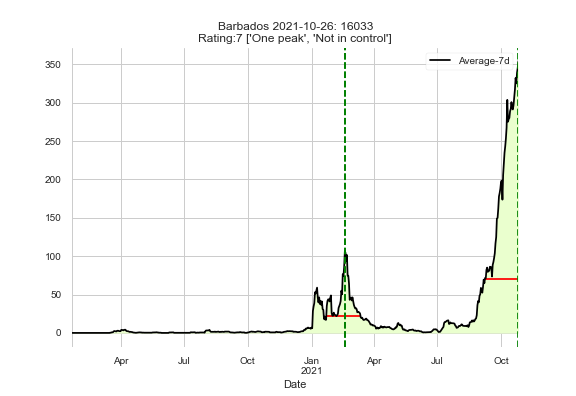 Barbados 2021-10-26: 16033
Rating:7 ['One peak', 'Not in control']
Average-7d
350
300
250
200
150
100
50
0
Apr
Jul
Oct
Jan
2021
Apr
Jul
Oct
Date